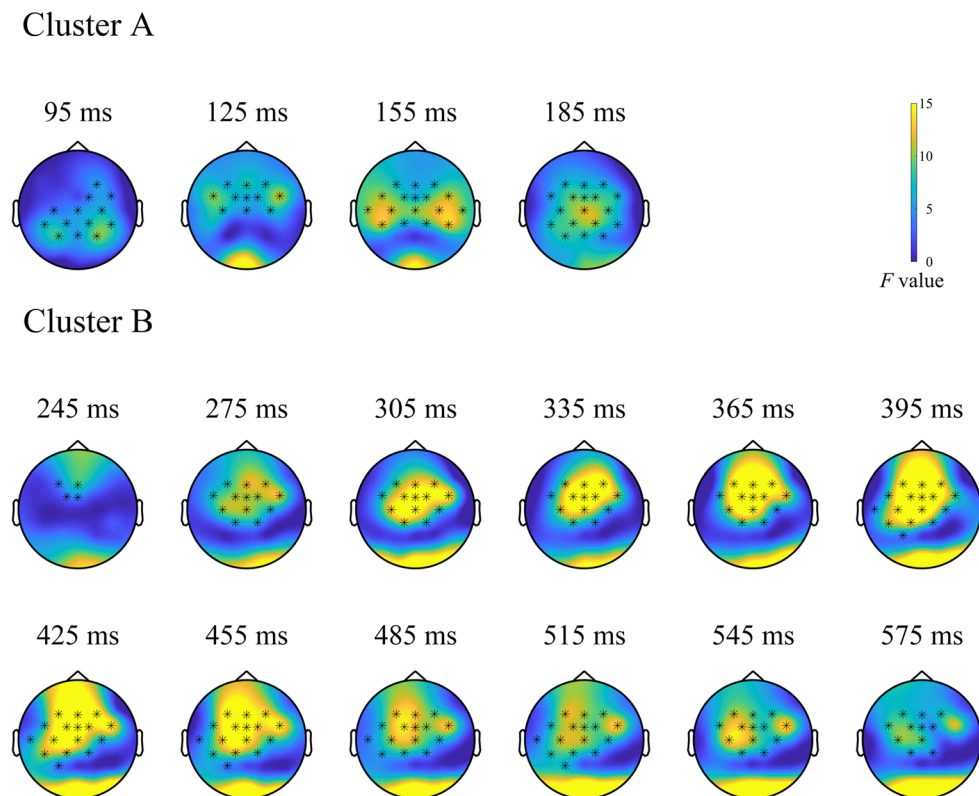 Cluster A
95 ms
125 ms
155 ms
185 ms
15
10
5
0
F value
Cluster B
245 ms
275 ms
305 ms
335 ms
365 ms
395 ms
425 ms
455 ms
485 ms
515 ms
545 ms
575 ms